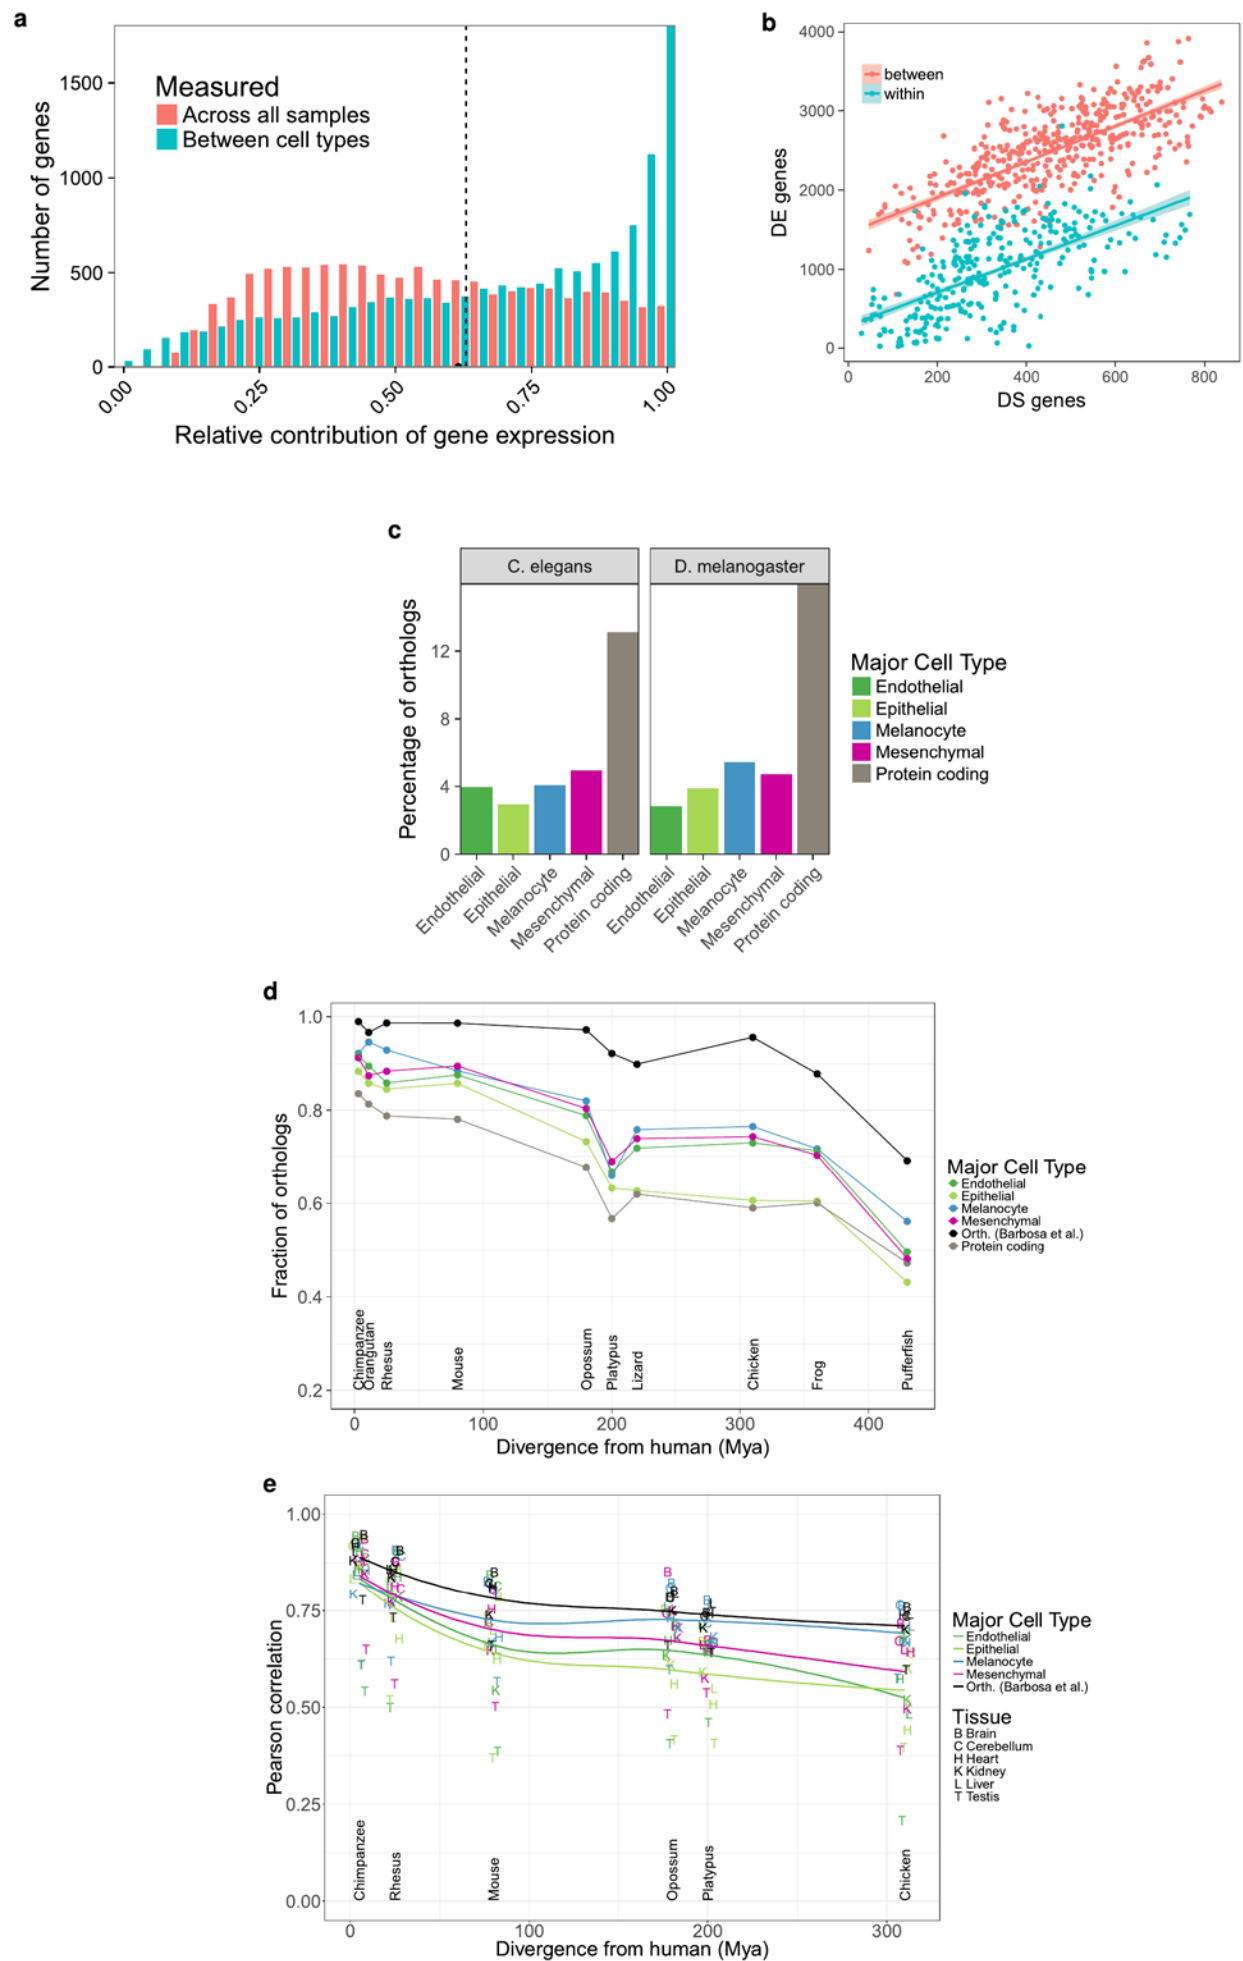 a
Measured
Across all samples
Between cell types
Number of genes
1500
1000
500
0
0.00
0.25
0.50
0.75
1.00
Relative contribution of gene expression
b
between
within
DE genes
4000
3000
2000
1000
0
0
200
400
600
800
DS genes
c
C. elegans
D. melanogaster
Percentage of orthologs
12
8
4
0
Endothelial
Epithelial
Melanocyte
Mesenchymal
Protein coding
Endothelial
Epithelial
Melanocyte
Mesenchymal
Protein coding
Major Cell Type
Endothelial
Epithelial
Melanocyte
Mesenchymal
Protein coding
d
Fraction of orthologs
1.0
0.8
0.6
0.4
0.2
Chimpanzee
Orangutan
Rhesus
Mouse
Opossum
Platypus
Lizard
Chicken
Frog
Pufferfish
0
100
200
300
400
Divergence from human (Mya)
Major Cell Type
Endothelial
Epithelial
Melanocyte
Mesenchymal
Orth. (Barbosa et al.)
Protein coding
e
Pearson correlation
1.00
0.75
0.50
0.25
0.00
Chimpanzee
Rhesus
Mouse
Opossum
Platypus
Chicken
0
100
200
300
Divergence from human (Mya)
Major Cell Type
Endothelial
Epithelial
Melanocyte
Mesenchymal
Orth. (Barbosa et al.)
Tissue
B Brain
C Cerebellum
H Heart
K Kidney
L Liver
T Testis